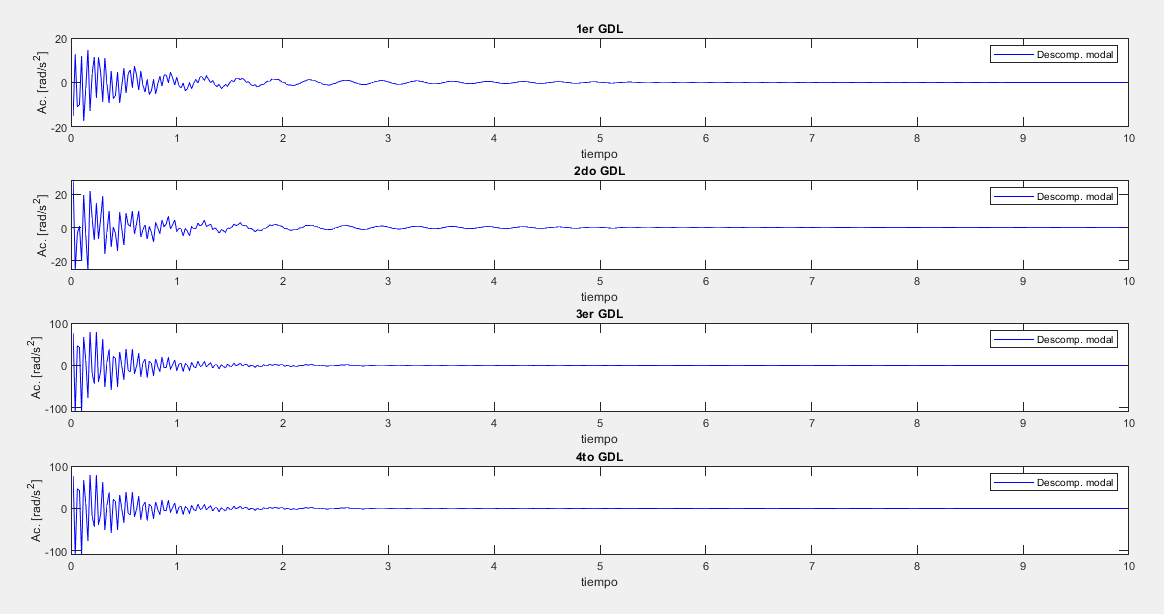 1er GDL
Ac. [rad/s²]
20
0
-20
Descomp. modal
0 1 2 3 4 5 6 7 8 9 10
tiempo
2do GDL
Ac. [rad/s²]
20
0
-20
Descomp. modal
0 1 2 3 4 5 6 7 8 9 10
tiempo
3er GDL
Ac. [rad/s²]
100
0
-100
Descomp. modal
0 1 2 3 4 5 6 7 8 9 10
tiempo
4to GDL
Ac. [rad/s²]
100
0
-100
Descomp. modal
0 1 2 3 4 5 6 7 8 9 10
tiempo